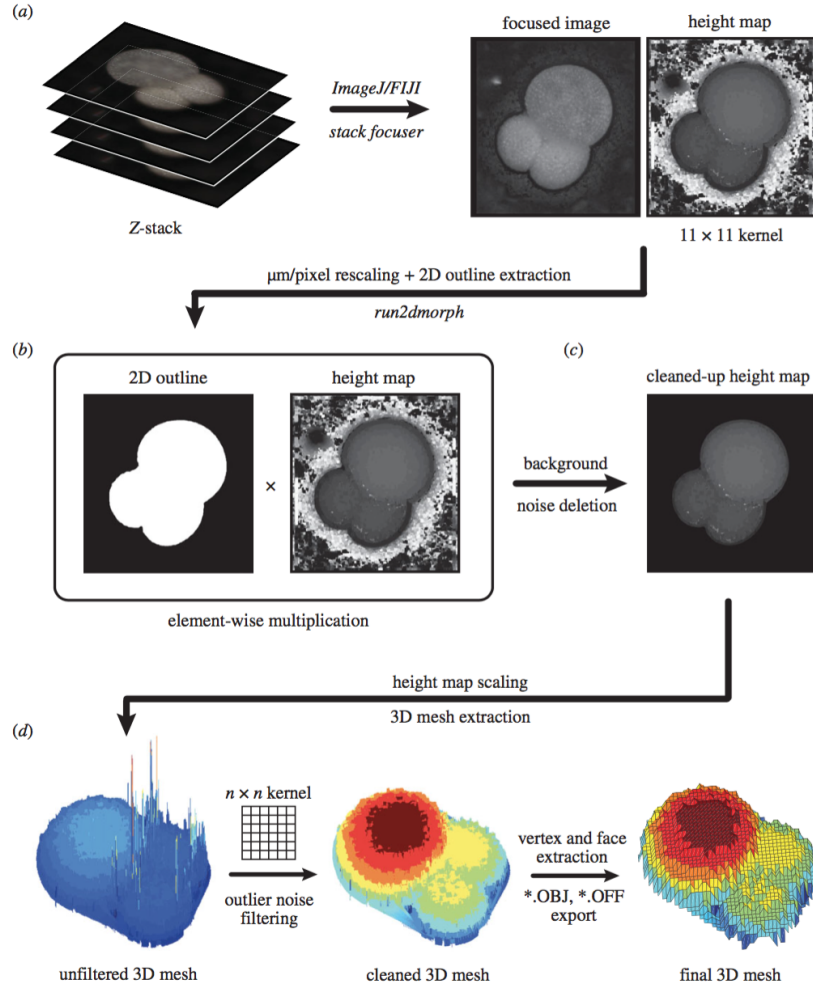 (a)
focused image
height map
ImageJ/FIJI
stack focuser
Z-stack
11 × 11 kernel
µm/pixel rescaling + 2D outline extraction
run2dmorph
(b)
(c)
2D outline
height map
cleaned-up height map
×
background
noise deletion
element-wise multiplication
height map scaling
3D mesh extraction
(d)
n × n kernel
outlier noise
filtering
vertex and face
extraction
*.OBJ, *.OFF
export
unfiltered 3D mesh
cleaned 3D mesh
final 3D mesh